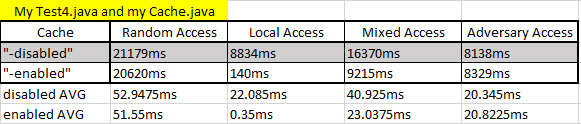 My Test4.java and my Cache.java
Cache Random Access Local Access Mixed Access Adversary Access
"-disabled" 21179ms 8834ms 16370ms 8138ms
"-enabled" 20620ms 140ms 9215ms 8329ms
disabled AVG 52.9475ms 22.085ms 40.925ms 20.345ms
enabled AVG 51.55ms 0.35ms 23.0375ms 20.8225ms